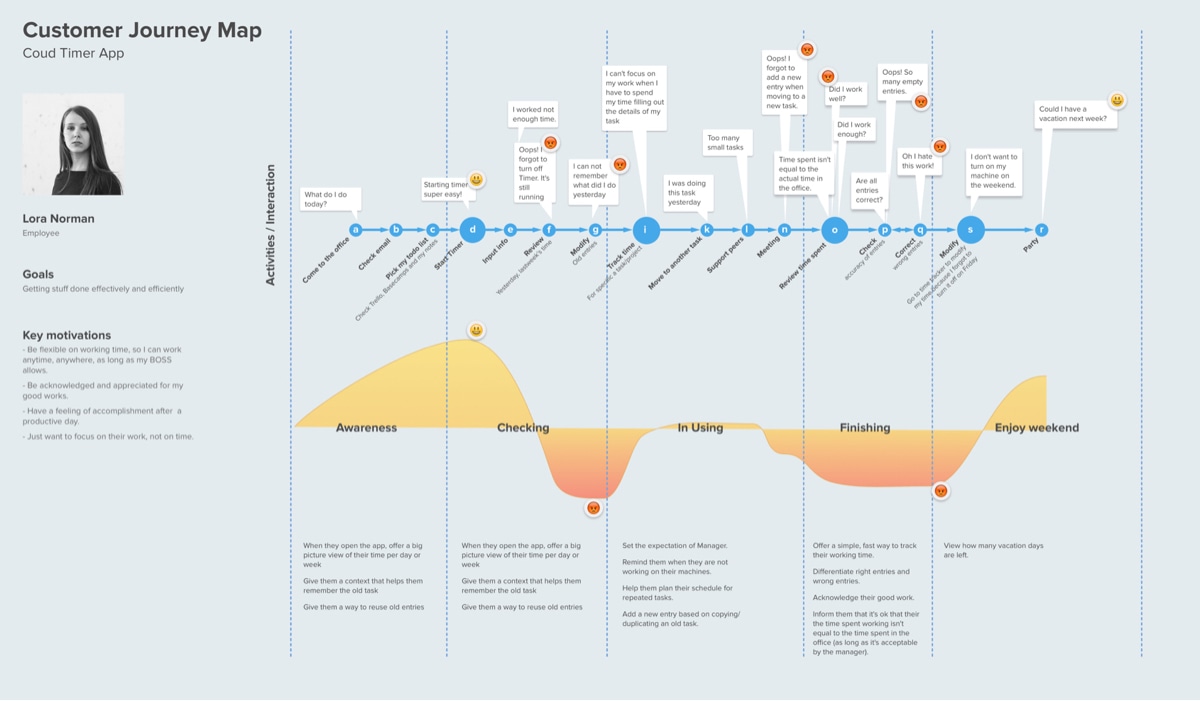 Customer Journey Map
Coud Timer App
Lora Norman
Employee
Goals
Getting stuff done effectively and efficiently
Key motivations
- Be flexible on working time, so I can work
anytime, anywhere, as long as my BOSS
allows.
- Be acknowledged and appreciated for my
good works.
- Have a feeling of accomplishment after a
productive day.
- Just want to focus on their work, not on time.
Activities / Interaction
What do I do
today?
Starting timer
super easy!
I worked not
enough time.
Oops! I
forgot to
turn off
Timer. It's
still
running
I can not
remember
what did I do
yesterday
I can't focus on
my work when I
have to spend
my time filling out
the details of my
task
I was doing
this task
yesterday
Too many
small tasks
Oops! I
forgot to
add a new
entry when
moving to a
new task.
Time spent isn't
equal to the
actual time in
the office.
Did I work
well?
Did I work
enough?
Are all
entries
correct?
Oops! So
many empty
entries.
Oh I hate
this work!
I don't want to
turn on my
machine on
the weekend.
Could I have a
vacation next week?
a
b
c
d
e
f
g
i
k
l
n
o
p
q
s
r
Come to the office
Check email
Pick my todo list
Check Trello, Basecamps and my notes
Start Timer
Input info
Review
Yesterday, lastweek's time
Modify
Old entries
Track time
For specific a task/project
Move to another task
Support peers
Meeting
Review time spent
Check
accuracy of entries
Correct
wrong entries
Modify
Go to time tracker to modify
my time because I forgot to
turn it off on Friday
Party
Awareness
Checking
In Using
Finishing
Enjoy weekend
When they open the app, offer a big
picture view of their time per day or
week
Give them a context that helps them
remember the old task
Give them a way to reuse old entries
When they open the app, offer a big
picture view of their time per day or
week
Give them a context that helps them
remember the old task
Give them a way to reuse old entries
Set the expectation of Manager.
Remind them when they are not
working on their machines.
Help them plan their schedule for
repeated tasks.
Add a new entry based on copying/
duplicating an old task.
Offer a simple, fast way to track
their working time.
Differentiate right entries and
wrong entries.
Acknowledge their good work.
Inform them that it's ok that their
the time spent working isn't
equal to the time spent in the
office (as long as it's acceptable
by the manager).
View how many vacation days
are left.